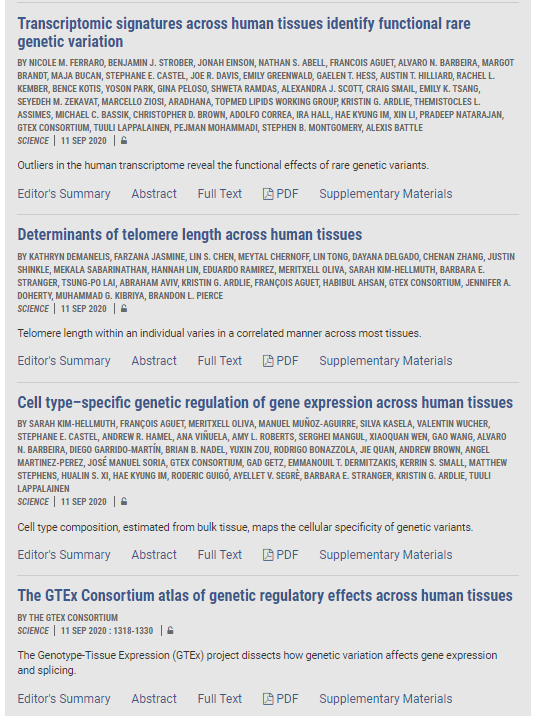 Transcriptomic signatures across human tissues identify functional rare
genetic variation
BY NICOLE M. FERRARO, BENJAMIN J. STROBER, JONAH EINSON, NATHAN S. ABELL, FRANCOIS AGUET, ALVARO N. BARBEIRA, MARGOT
BRANDT, MAJA BUCAN, STEPHANE E. CASTEL, JOE R. DAVIS, EMILY GREENWALD, GAELEN T. HESS, AUSTIN T. HILLIARD, RACHEL L.
KEMBER, BENCE KOTIS, YOSON PARK, GINA PELOSO, SHWETA RAMDAS, ALEXANDRA J. SCOTT, CRAIG SMAIL, EMILY K. TSANG,
SEYEDEH M. ZEKAVAT, MARCELLO ZIOSI, ARADHANA, TOPMED LIPIDS WORKING GROUP, KRISTIN G. ARDLIE, THEMISTOCLES L.
ASSIMES, MICHAEL C. BASSIK, CHRISTOPHER D. BROWN, ADOLFO CORREA, IRA HALL, HAE KYUNG IM, XIN LI, PRADEEP NATARAJAN,
GTEX CONSORTIUM, TUULI LAPPALAINEN, PEJMAN MOHAMMADI, STEPHEN B. MONTGOMERY, ALEXIS BATTLE
SCIENCE | 11 SEP 2020 |
Outliers in the human transcriptome reveal the functional effects of rare genetic variants.
Editor's Summary Abstract Full Text PDF Supplementary Materials
Determinants of telomere length across human tissues
BY KATHRYN DEMANELIS, FARZANA JASMINE, LIN S. CHEN, MEYTAL CHERNOFF, LIN TONG, DAYANA DELGADO, CHENAN ZHANG, JUSTIN
SHINKLE, MEKALA SABARINATHAN, HANNAH LIN, EDUARDO RAMIREZ, MERITXELL OLIVA, SARAH KIM-HELLMUTH, BARBARA E.
STRANGER, TSUNG-PO LAI, ABRAHAM AVIV, KRISTIN G. ARDLIE, FRANÇOIS AGUET, HABIBUL AHSAN, GTEX CONSORTIUM, JENNIFER A.
DOHERTY, MUHAMMAD G. KIBRIYA, BRANDON L. PIERCE
SCIENCE | 11 SEP 2020 |
Telomere length within an individual varies in a correlated manner across most tissues.
Editor's Summary Abstract Full Text PDF Supplementary Materials
Cell type–specific genetic regulation of gene expression across human tissues
BY SARAH KIM-HELLMUTH, FRANÇOIS AGUET, MERITXELL OLIVA, MANUEL MUÑOZ-AGUIRRE, SILVA KASELA, VALENTIN WUCHER,
STEPHANE E. CASTEL, ANDREW R. HAMEL, ANA VIÑUELA, AMY L. ROBERTS, SERGHEI MANGUL, XIAOQUAN WEN, GAO WANG, ALVARO
N. BARBEIRA, DIEGO GARRIDO-MARTÍN, BRIAN B. NADEL, YUXIN ZOU, RODRIGO BONAZZOLA, JIE QUAN, ANDREW BROWN, ANGEL
MARTINEZ-PEREZ, JOSÉ MANUEL SORIA, GTEX CONSORTIUM, GAD GETZ, EMMANOUIL T. DERMITZAKIS, KERRIN S. SMALL, MATTHEW
STEPHENS, HUALIN S. XI, HAE KYUNG IM, RODERIC GUIGÓ, AYELLET V. SEGRÈ, BARBARA E. STRANGER, KRISTIN G. ARDLIE, TUULI
LAPPALAINEN
SCIENCE | 11 SEP 2020 |
Cell type composition, estimated from bulk tissue, maps the cellular specificity of genetic variants.
Editor's Summary Abstract Full Text PDF Supplementary Materials
The GTEx Consortium atlas of genetic regulatory effects across human tissues
BY THE GTEX CONSORTIUM
SCIENCE | 11 SEP 2020 : 1318-1330 |
The Genotype-Tissue Expression (GTEx) project dissects how genetic variation affects gene expression
and splicing.
Editor's Summary Abstract Full Text PDF Supplementary Materials